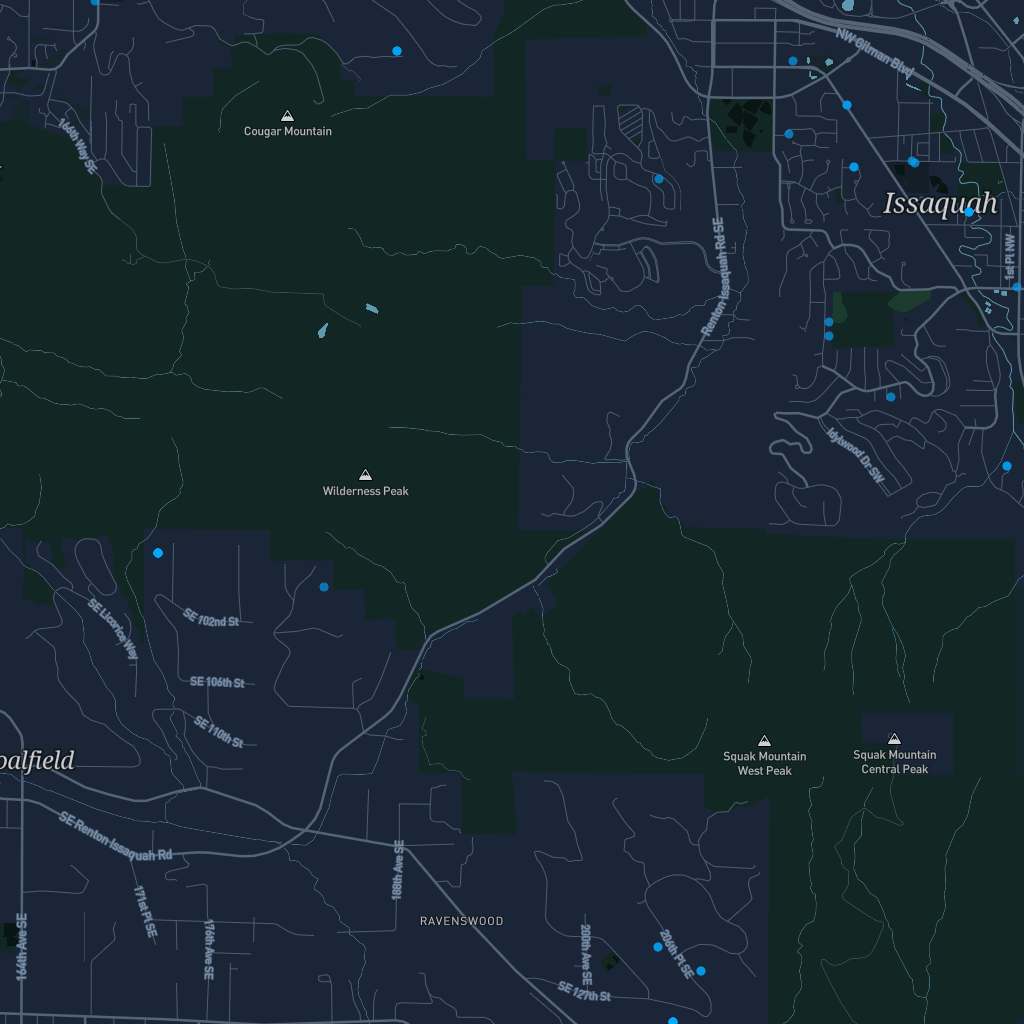 NW Gilman Blvd
Cougar Mountain
166th Way SE
Issaquah
Renton Issaquah Rd SE
1st Pl NW
Idylwood Dr SW
Wilderness Peak
SE 102nd St
SE Licorice Way
SE 106th St
SE 110th St
Squak Mountain
West Peak
Squak Mountain
Central Peak
oalfield
SE Renton Issaquah Rd
188th Ave SE
171st Pl SE
176th Ave SE
164th Ave SE
RAVENSWOOD
200th Ave SE
206th Pl SE
SE 127th St